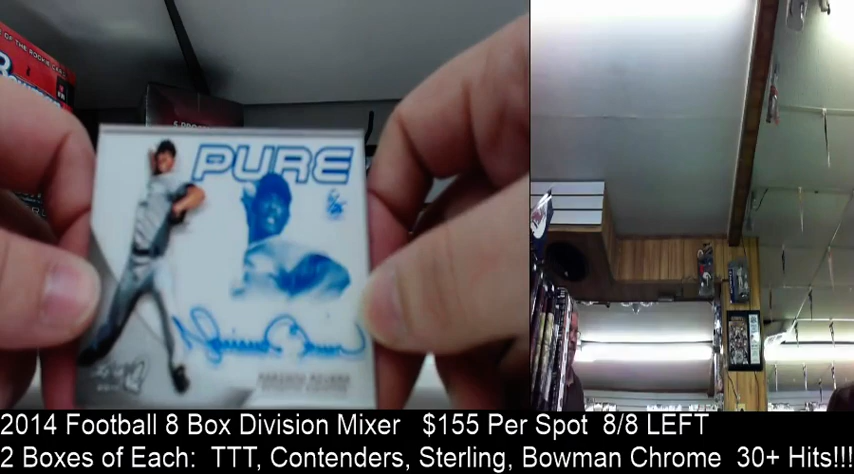 PURE
2014 Football 8 Box Division Mixer $155 Per Spot 8/8 LEFT
2 Boxes of Each: TTT, Contenders, Sterling, Bowman Chrome 30+ Hits!!!